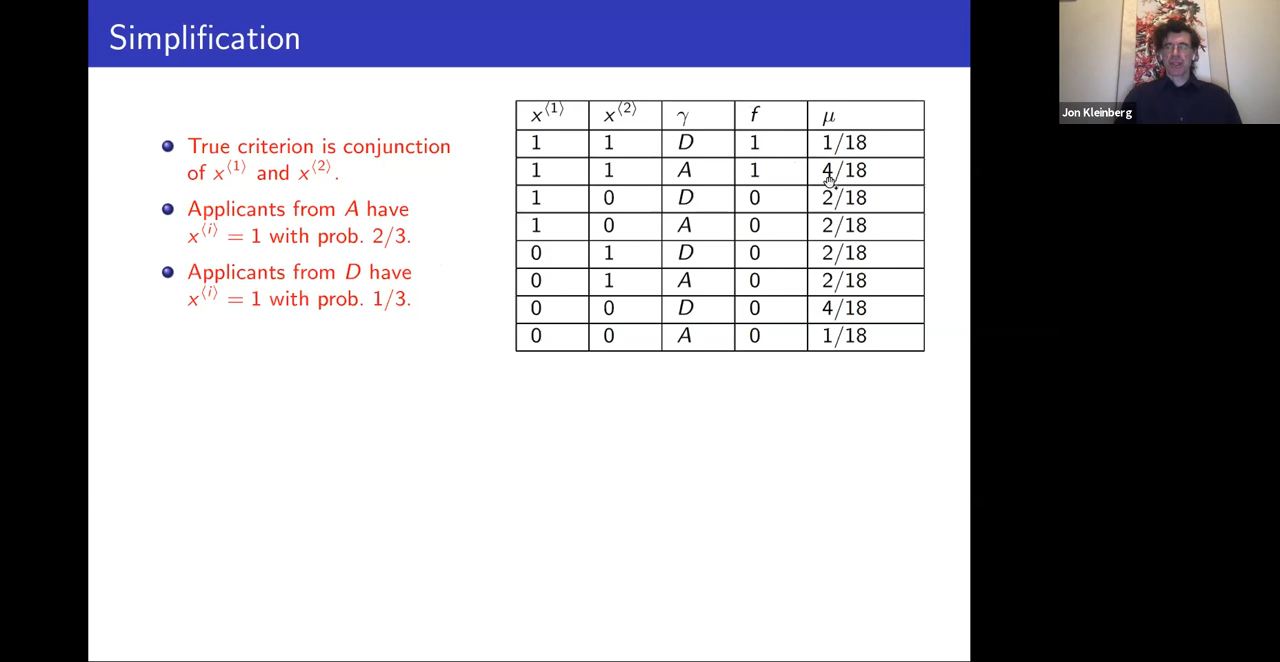 Simplification
True criterion is conjunction
of x⟨1⟩ and x⟨2⟩.
Applicants from A have
x⟨i⟩ = 1 with prob. 2/3.
Applicants from D have
x⟨i⟩ = 1 with prob. 1/3.
x⟨1⟩ x⟨2⟩ γ f μ
1 1 D 1 1/18
1 1 A 1 4/18
1 0 D 0 2/18
1 0 A 0 2/18
0 1 D 0 2/18
0 1 A 0 2/18
0 0 D 0 4/18
0 0 A 0 1/18
Jon Kleinberg